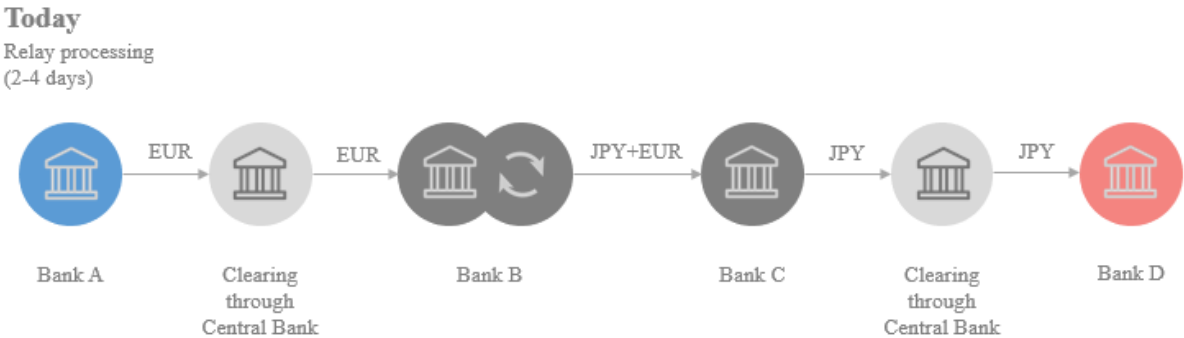 Today
Relay processing
(2-4 days)
EUR
EUR
JPY+EUR
JPY
JPY
Bank A
Clearing
through
Central Bank
Bank B
Bank C
Clearing
through
Central Bank
Bank D